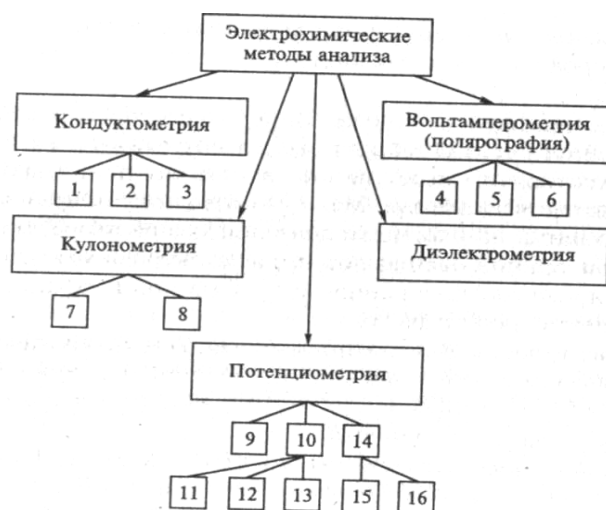 Электрохимические
методы анализа
Кондуктометрия
Вольтамперометрия
(полярография)
1 2 3
4 5 6
Кулонометрия
Диэлектрометрия
7 8
Потенциометрия
9 10 14
11 12 13 15 16